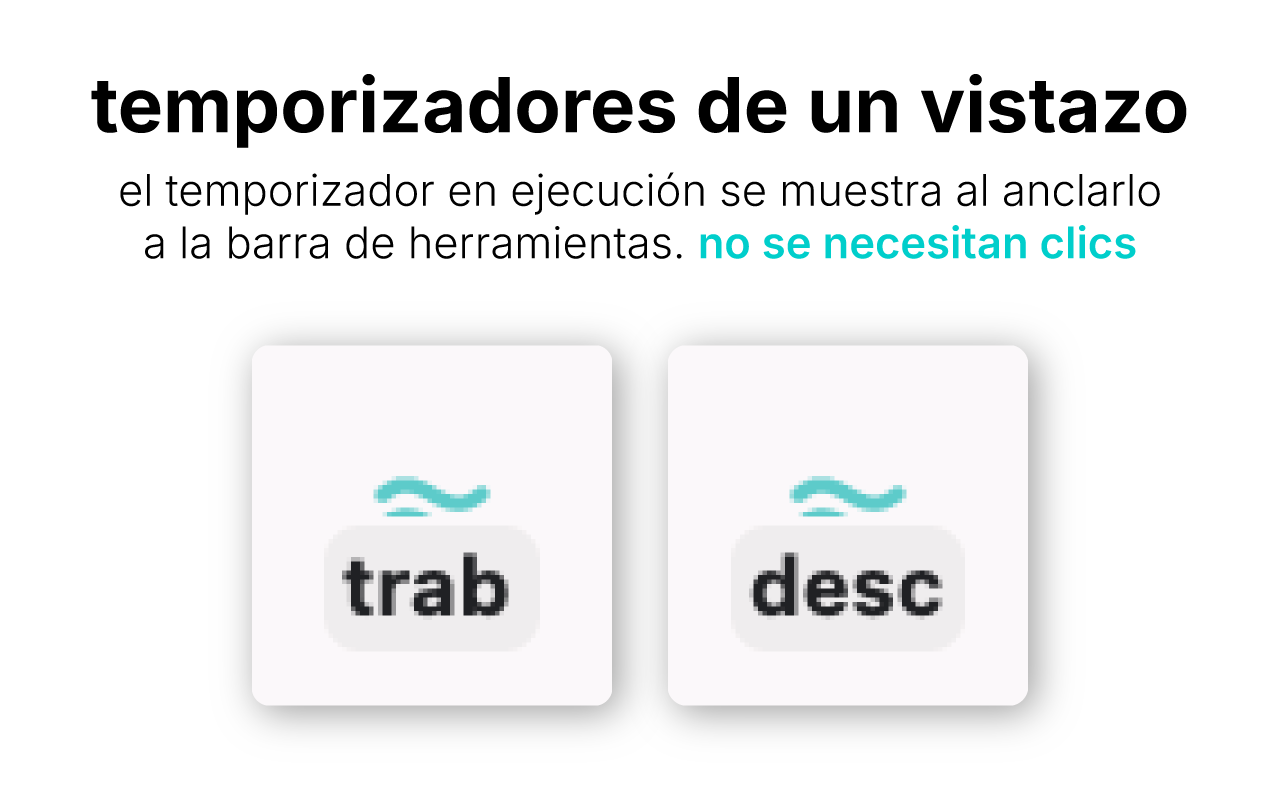 temporizadores de un vistazo
el temporizador en ejecución se muestra al anclarlo
a la barra de herramientas. no se necesitan clics
trab
desc